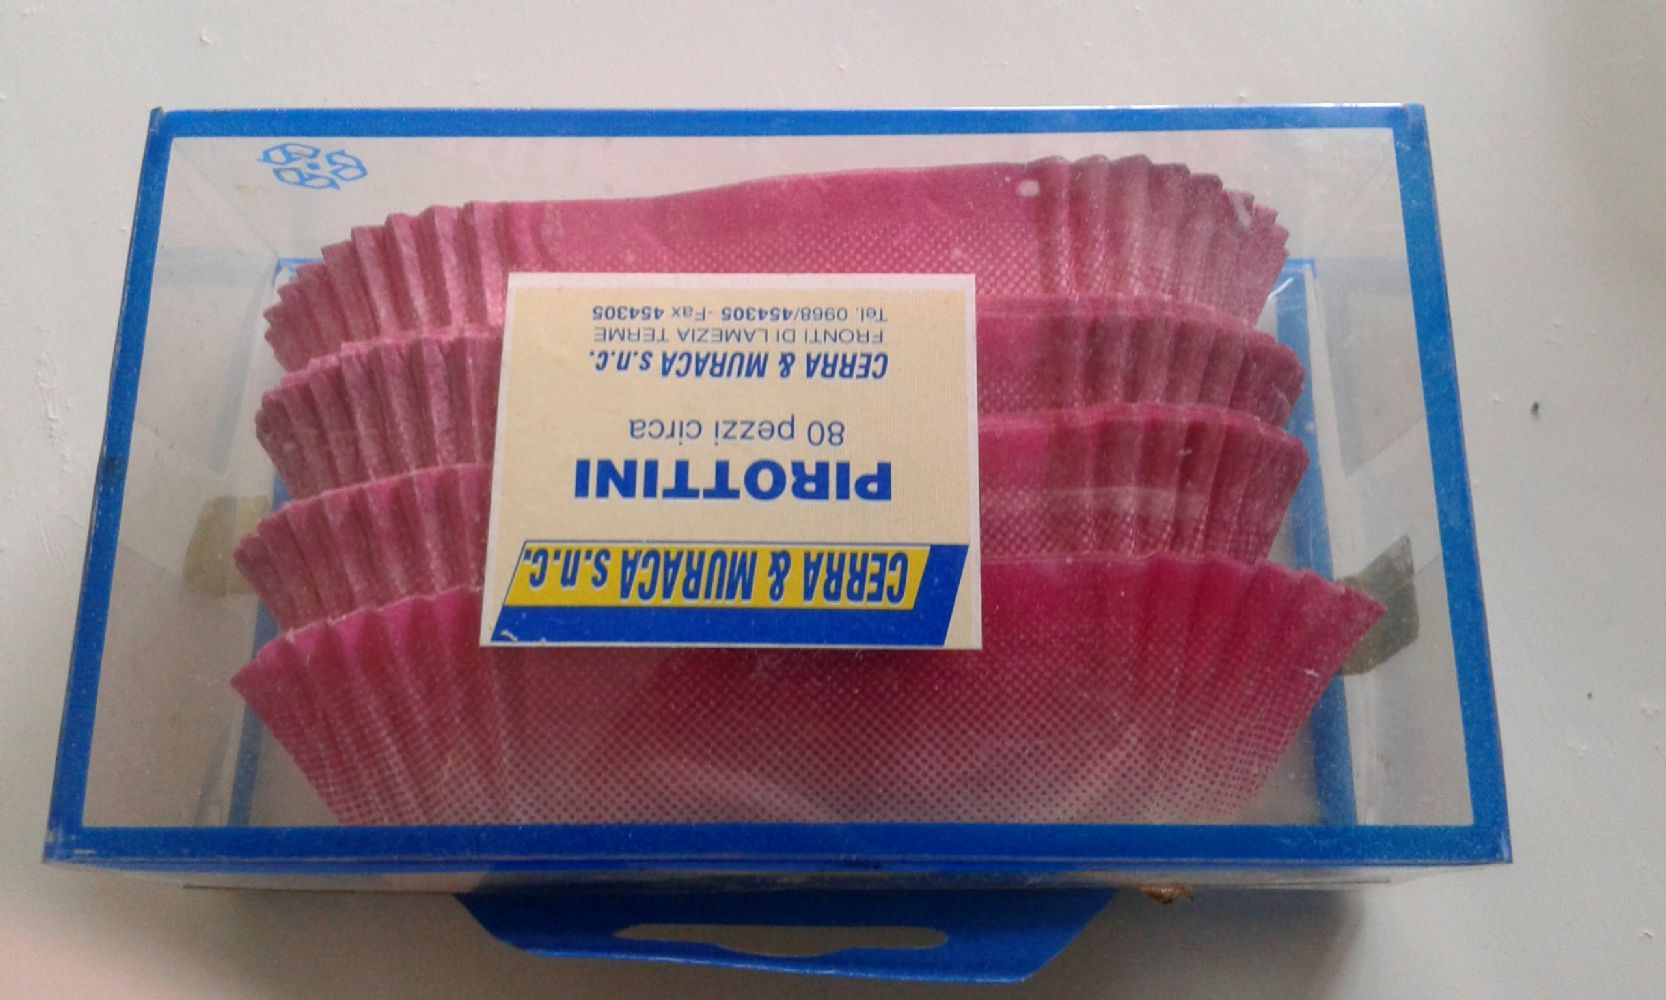 CERRA & MURACA s.n.c.
PIROTTINI
80 pezzi circa
CERRA & MURACA s.n.c.
FRONTI DI LAMEZIA TERME
Tel. 0968/454305 - Fax 454305